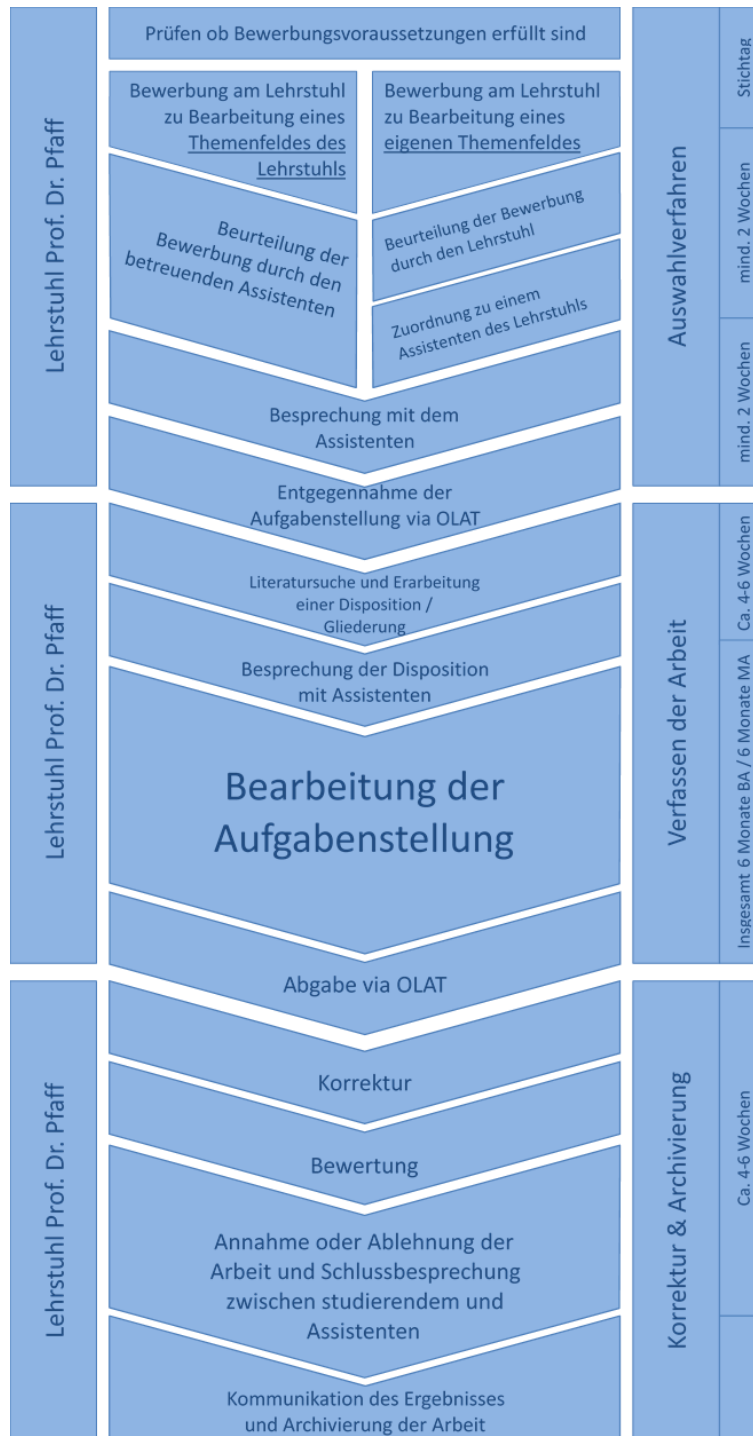 Prüfen ob Bewerbungsvoraussetzungen erfüllt sind
Bewerbung am Lehrstuhl
zu Bearbeitung eines
Themenfeldes des
Lehrstuhls
Bewerbung am Lehrstuhl
zu Bearbeitung eines
eigenen Themenfeldes
Beurteilung der
Bewerbung durch den
betreuenden Assistenten
Beurteilung der Bewerbung
durch den Lehrstuhl
Zuordnung zu einem
Assistenten des Lehrstuhls
Besprechung mit dem
Assistenten
Lehrstuhl Prof. Dr. Pfaff
Auswahlverfahren
Stichtag
mind. 2 Wochen
mind. 2 Wochen
Entgegennahme der
Aufgabenstellung via OLAT
Literatursuche und Erarbeitung
einer Disposition /
Gliederung
Besprechung der Disposition
mit Assistenten
Bearbeitung der
Aufgabenstellung
Lehrstuhl Prof. Dr. Pfaff
Verfassen der Arbeit
Ca. 4-6 Wochen
Insgesamt 6 Monate BA / 6 Monate MA
Abgabe via OLAT
Korrektur
Bewertung
Annahme oder Ablehnung der
Arbeit und Schlussbesprechung
zwischen studierendem und
Assistenten
Kommunikation des Ergebnisses
und Archivierung der Arbeit
Lehrstuhl Prof. Dr. Pfaff
Korrektur & Archivierung
Ca. 4-6 Wochen